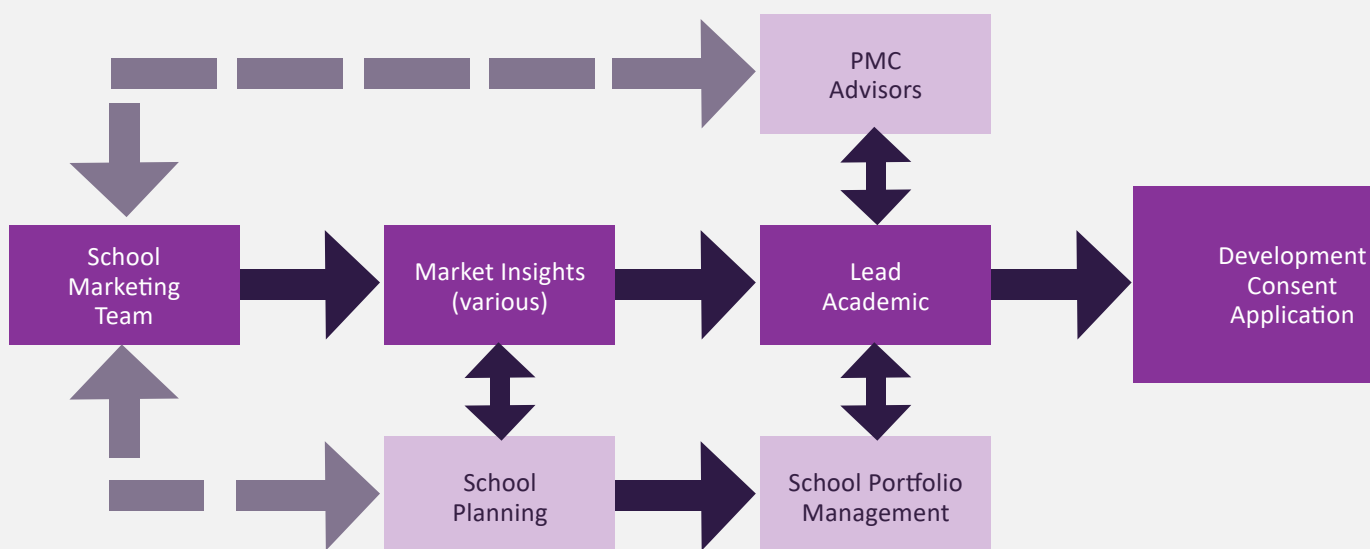 PMC
Advisors
School
Marketing
Team
Market Insights
(various)
Lead
Academic
Development
Consent
Application
School
Planning
School Portfolio
Management